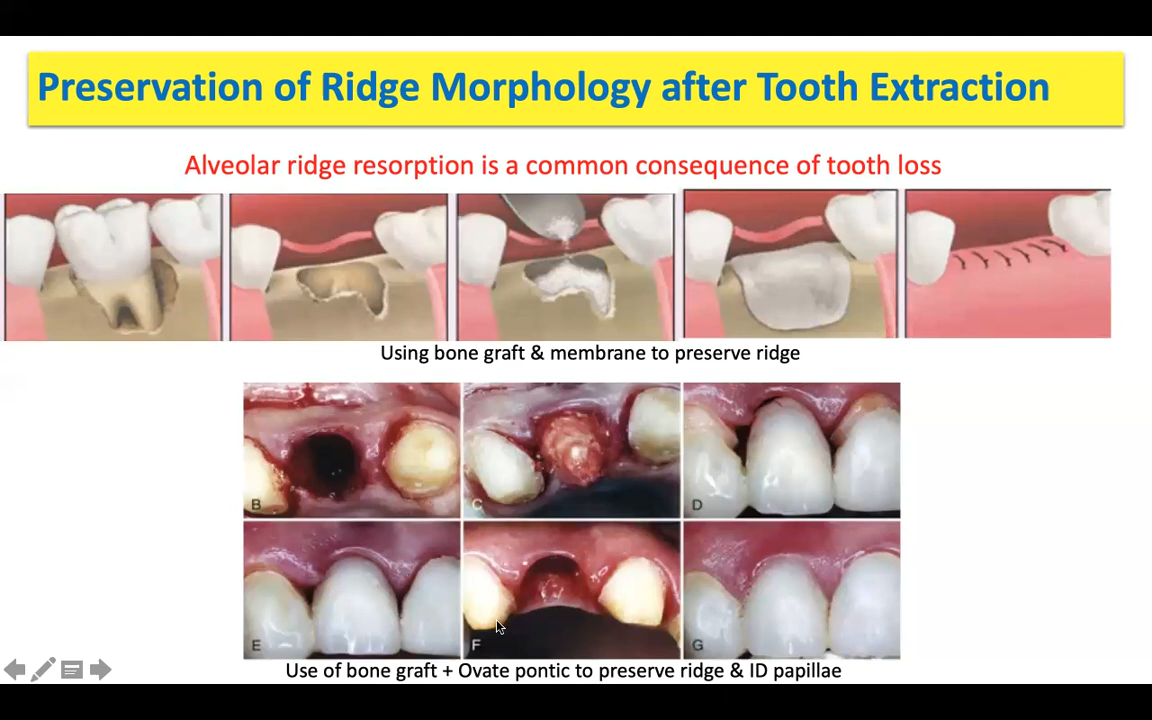 Preservation of Ridge Morphology after Tooth Extraction
Alveolar ridge resorption is a common consequence of tooth loss
Using bone graft & membrane to preserve ridge
B C D
E F G
Use of bone graft + Ovate pontic to preserve ridge & ID papillae